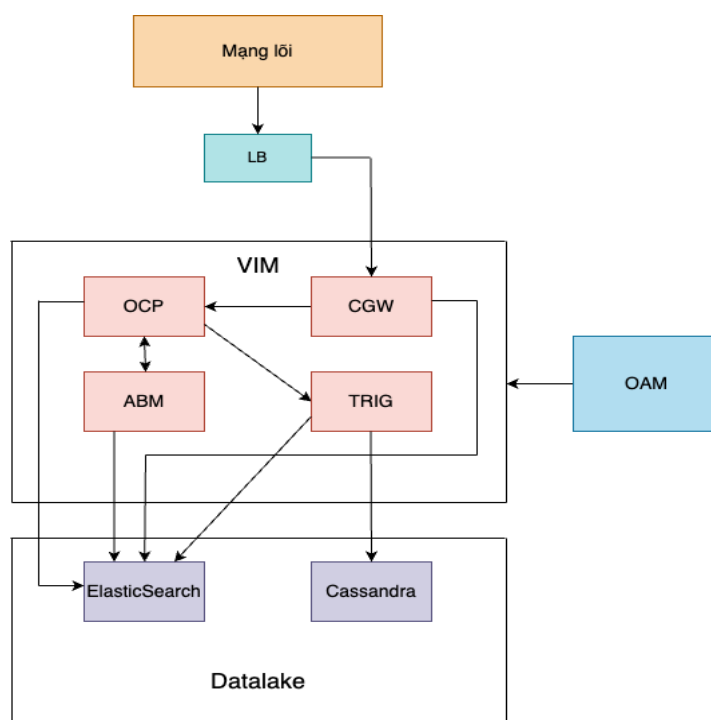 Mạng lõi
LB
VIM
OCP
CGW
ABM
TRIG
OAM
ElasticSearch
Cassandra
Datalake